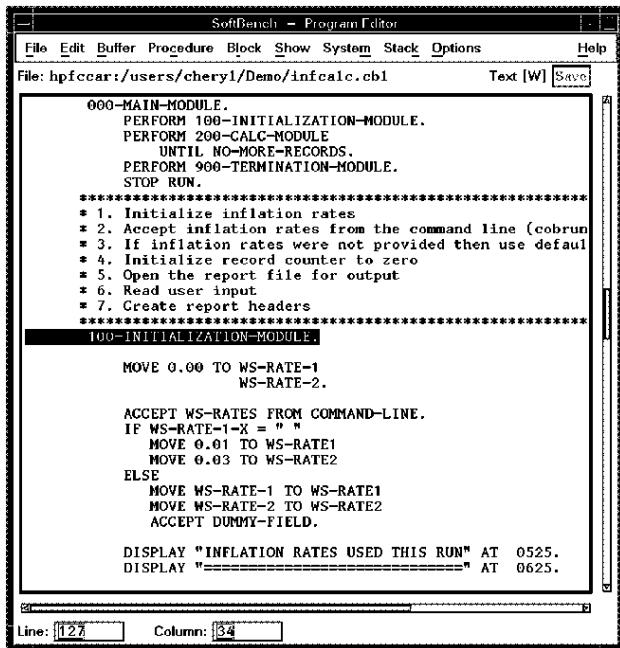 SoftBench - Program Editor
File Edit Buffer Procedure Block Show System Stack Options Help
File: hpfccar:/users/cheryl/Demo/infcalc.cbl Text [W] Save
000-MAIN-MODULE.
PERFORM 100-INITIALIZATION-MODULE.
PERFORM 200-CALC-MODULE
UNTIL NO-MORE-RECORDS.
PERFORM 900-TERMINATION-MODULE.
STOP RUN.
************************************************************
* 1. Initialize inflation rates
* 2. Accept inflation rates from the command line (cobrun
* 3. If inflation rates were not provided then use defaul
* 4. Initialize record counter to zero
* 5. Open the report file for output
* 6. Read user input
* 7. Create report headers
************************************************************
100-INITIALIZATION-MODULE.
MOVE 0.00 TO WS-RATE-1
WS-RATE-2.
ACCEPT WS-RATES FROM COMMAND-LINE.
IF WS-RATE-1-X = " "
MOVE 0.01 TO WS-RATE1
MOVE 0.03 TO WS-RATE2
ELSE
MOVE WS-RATE-1 TO WS-RATE1
MOVE WS-RATE-2 TO WS-RATE2
ACCEPT DUMMY-FIELD.
DISPLAY "INFLATION RATES USED THIS RUN" AT 0525.
DISPLAY "=============================" AT 0625.
Line: 127 Column: 34